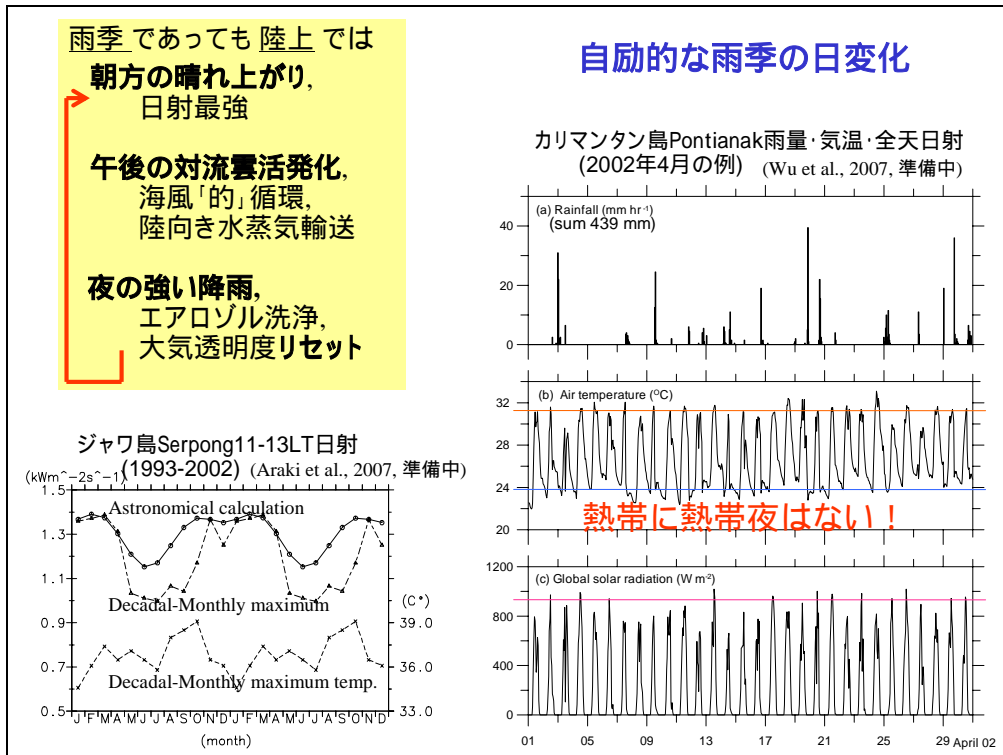 雨季 であっても 陸上 では
朝方の晴れ上がり,
日射最強
午後の対流雲活発化,
海風「的」循環,
陸向き水蒸気輸送
夜の強い降雨,
エアロゾル洗浄,
大気透明度リセット
自励的な雨季の日変化
カリマンタン島Pontianak雨量・気温・全天日射
(2002年4月の例) (Wu et al., 2007, 準備中)
(a) Rainfall (mm hr⁻¹)
(sum 439 mm)
40
20
0
(b) Air temperature (°C)
32
28
24
20
熱帯に熱帯夜はない！
(c) Global solar radiation (W m⁻²)
1200
800
400
0
01 05 09 13 17 21 25 29 April 02
ジャワ島Serpong11-13LT日射
(1993-2002) (Araki et al., 2007, 準備中)
(kWm^-2s^-1)
1.5
1.3
1.1
0.9
0.7
0.5
Astronomical calculation
Decadal-Monthly maximum
Decadal-Monthly maximum temp.
(C°)
39.0
36.0
33.0
J F M A M J J A S O N D J F M A M J J A S O N D
(month)